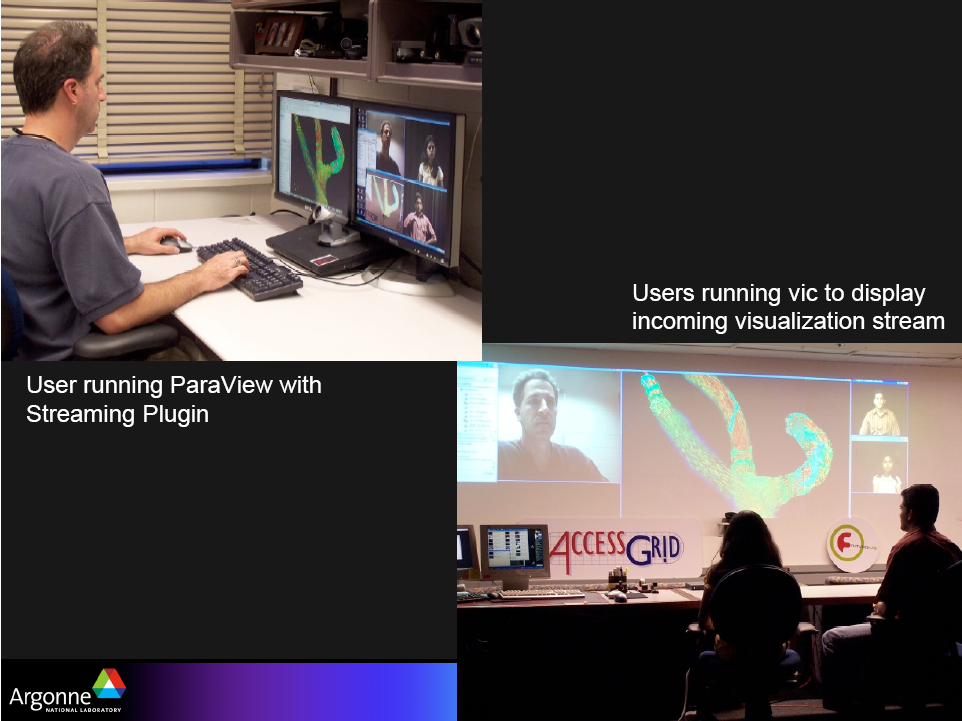 Users running vic to display
incoming visualization stream
User running ParaView with
Streaming Plugin
ACCESS GRID
Argonne
NATIONAL LABORATORY